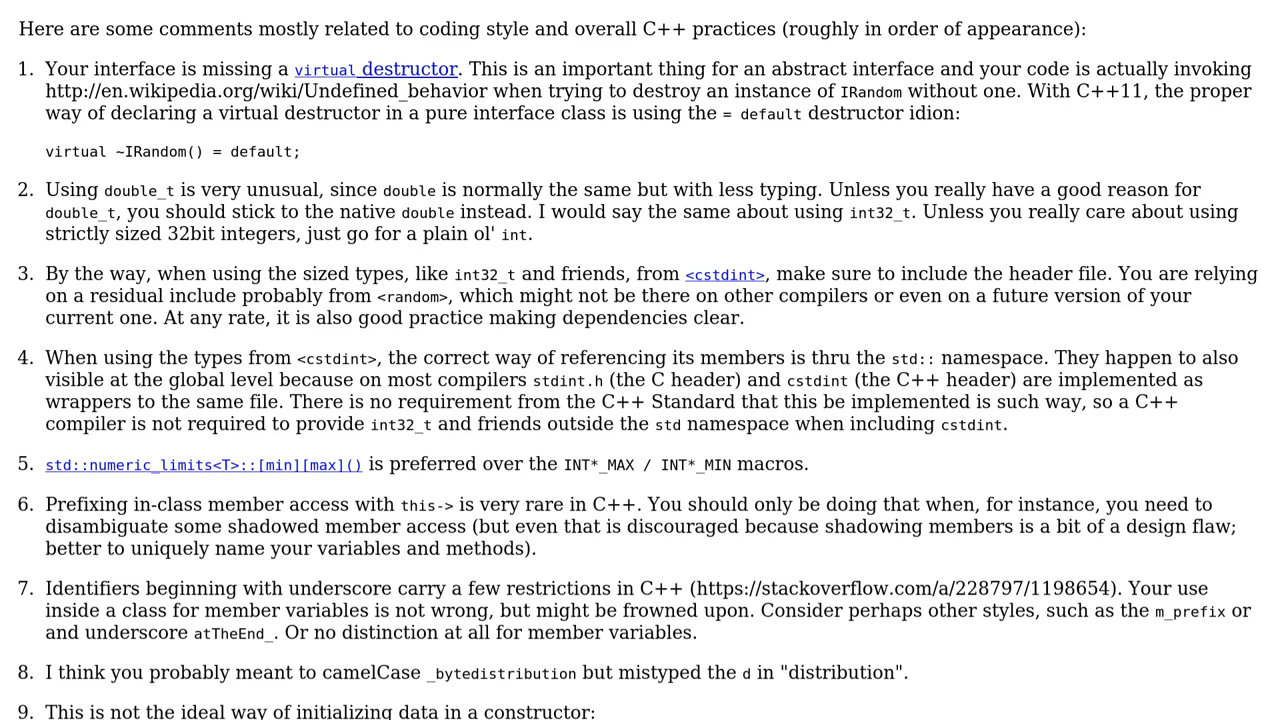 Here are some comments mostly related to coding style and overall C++ practices (roughly in order of appearance):
1. Your interface is missing a virtual destructor. This is an important thing for an abstract interface and your code is actually invoking
http://en.wikipedia.org/wiki/Undefined_behavior when trying to destroy an instance of IRandom without one. With C++11, the proper
way of declaring a virtual destructor in a pure interface class is using the = default destructor idion:
virtual ~IRandom() = default;
2. Using double_t is very unusual, since double is normally the same but with less typing. Unless you really have a good reason for
double_t, you should stick to the native double instead. I would say the same about using int32_t. Unless you really care about using
strictly sized 32bit integers, just go for a plain ol' int.
3. By the way, when using the sized types, like int32_t and friends, from <cstdint>, make sure to include the header file. You are relying
on a residual include probably from <random>, which might not be there on other compilers or even on a future version of your
current one. At any rate, it is also good practice making dependencies clear.
4. When using the types from <cstdint>, the correct way of referencing its members is thru the std:: namespace. They happen to also
visible at the global level because on most compilers stdint.h (the C header) and cstdint (the C++ header) are implemented as
wrappers to the same file. There is no requirement from the C++ Standard that this be implemented is such way, so a C++
compiler is not required to provide int32_t and friends outside the std namespace when including cstdint.
5. std::numeric_limits<T>::[min][max]() is preferred over the INT*_MAX / INT*_MIN macros.
6. Prefixing in-class member access with this-> is very rare in C++. You should only be doing that when, for instance, you need to
disambiguate some shadowed member access (but even that is discouraged because shadowing members is a bit of a design flaw;
better to uniquely name your variables and methods).
7. Identifiers beginning with underscore carry a few restrictions in C++ (https://stackoverflow.com/a/228797/1198654). Your use
inside a class for member variables is not wrong, but might be frowned upon. Consider perhaps other styles, such as the m_prefix or
and underscore atTheEnd_. Or no distinction at all for member variables.
8. I think you probably meant to camelCase _bytedistribution but mistyped the d in "distribution".
9. This is not the ideal way of initializing data in a constructor: